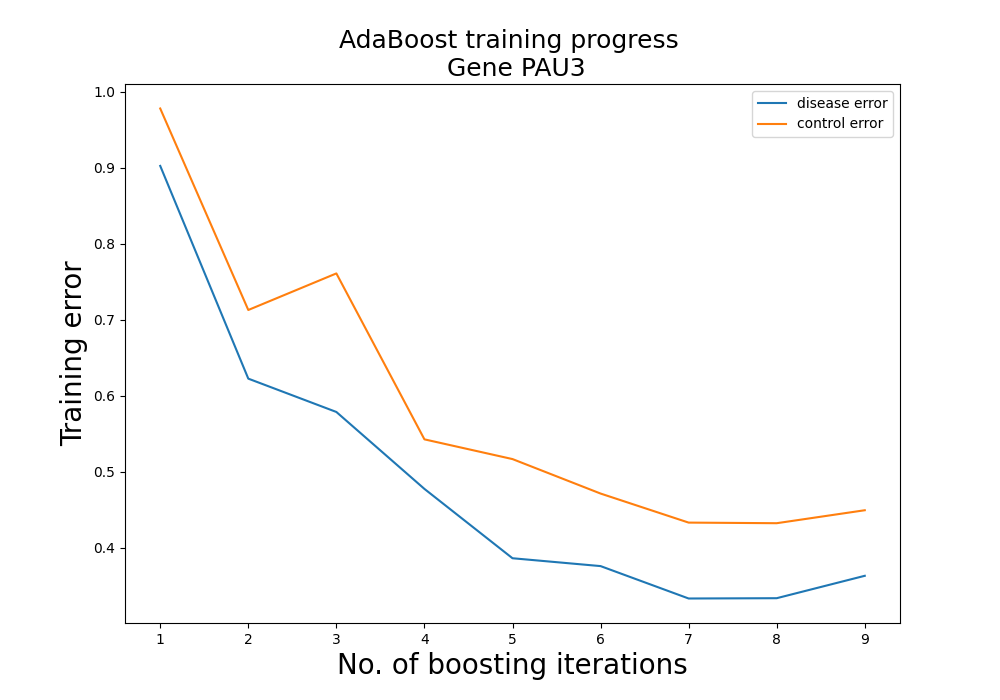 AdaBoost training progress
Gene PAU3
disease error
control error
Training error
1.0
0.9
0.8
0.7
0.6
0.5
0.4
1 2 3 4 5 6 7 8 9
No. of boosting iterations